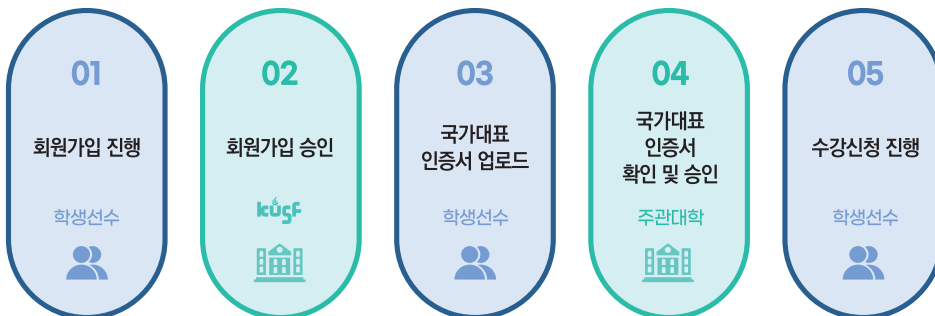 01
회원가입 진행
학생선수
02
회원가입 승인
kusf
03
국가대표
인증서 업로드
학생선수
04
국가대표
인증서
확인 및 승인
주관대학
05
수강신청 진행
학생선수